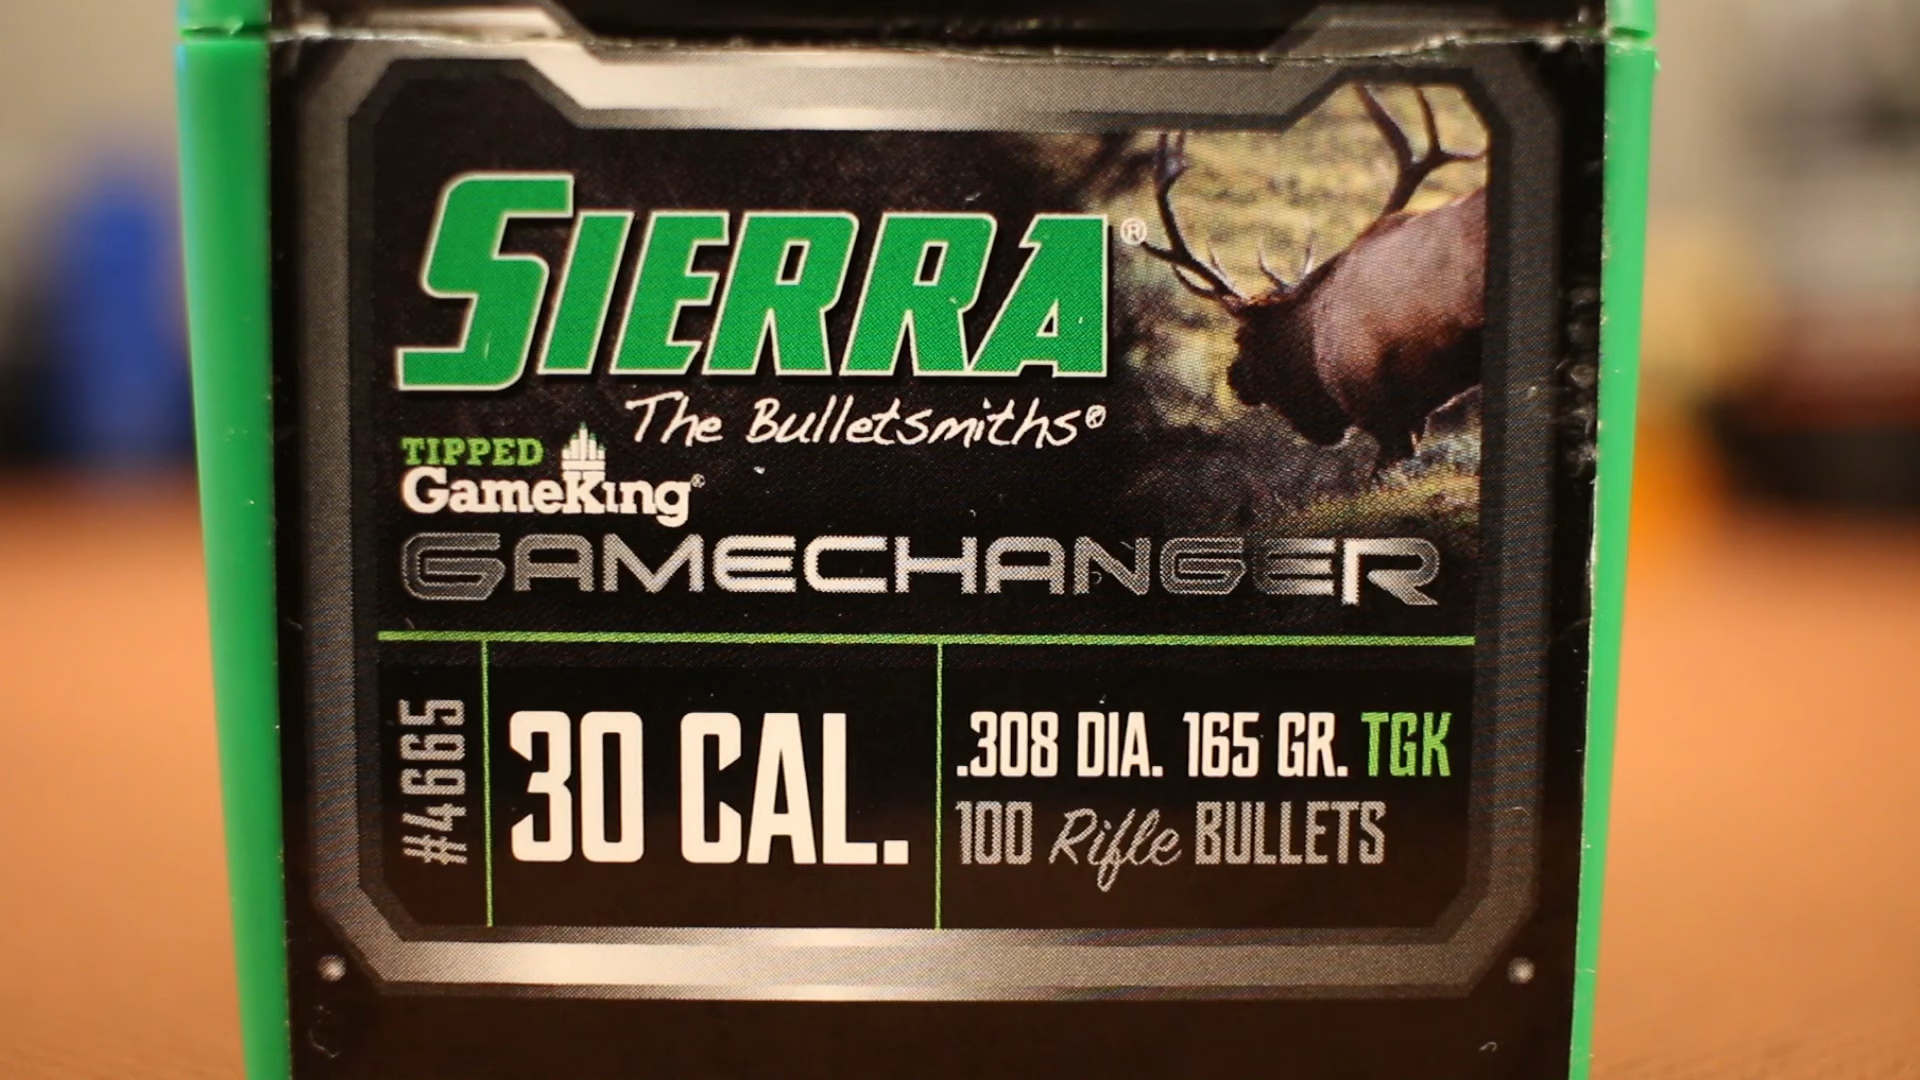 SIERRA®
The Bulletsmiths®
TIPPED
GameKing®
GAMECHANGER
#4665
30 CAL.
.308 DIA. 165 GR. TGK
100 Rifle BULLETS